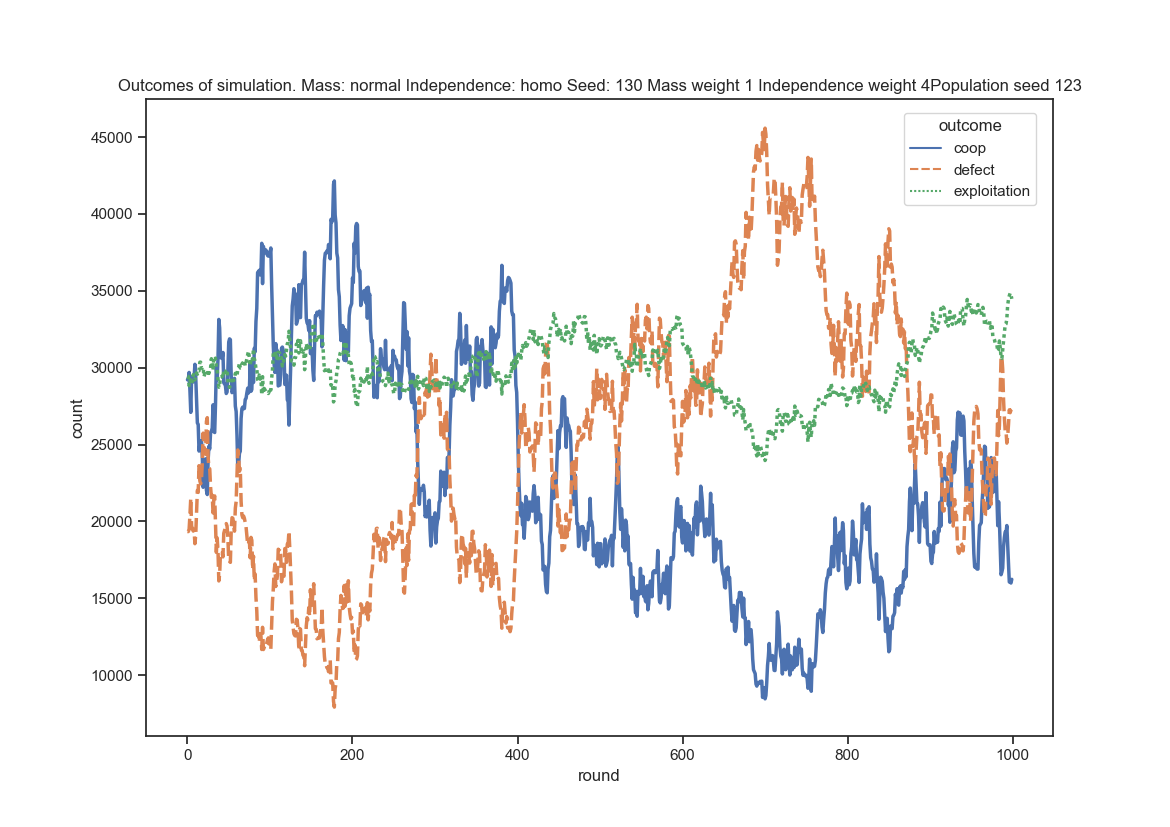 Outcomes of simulation. Mass: normal Independence: homo Seed: 130 Mass weight 1 Independence weight 4Population seed 123
outcome
coop
defect
exploitation
45000
40000
35000
30000
25000
20000
15000
10000
count
0 200 400 600 800 1000
round